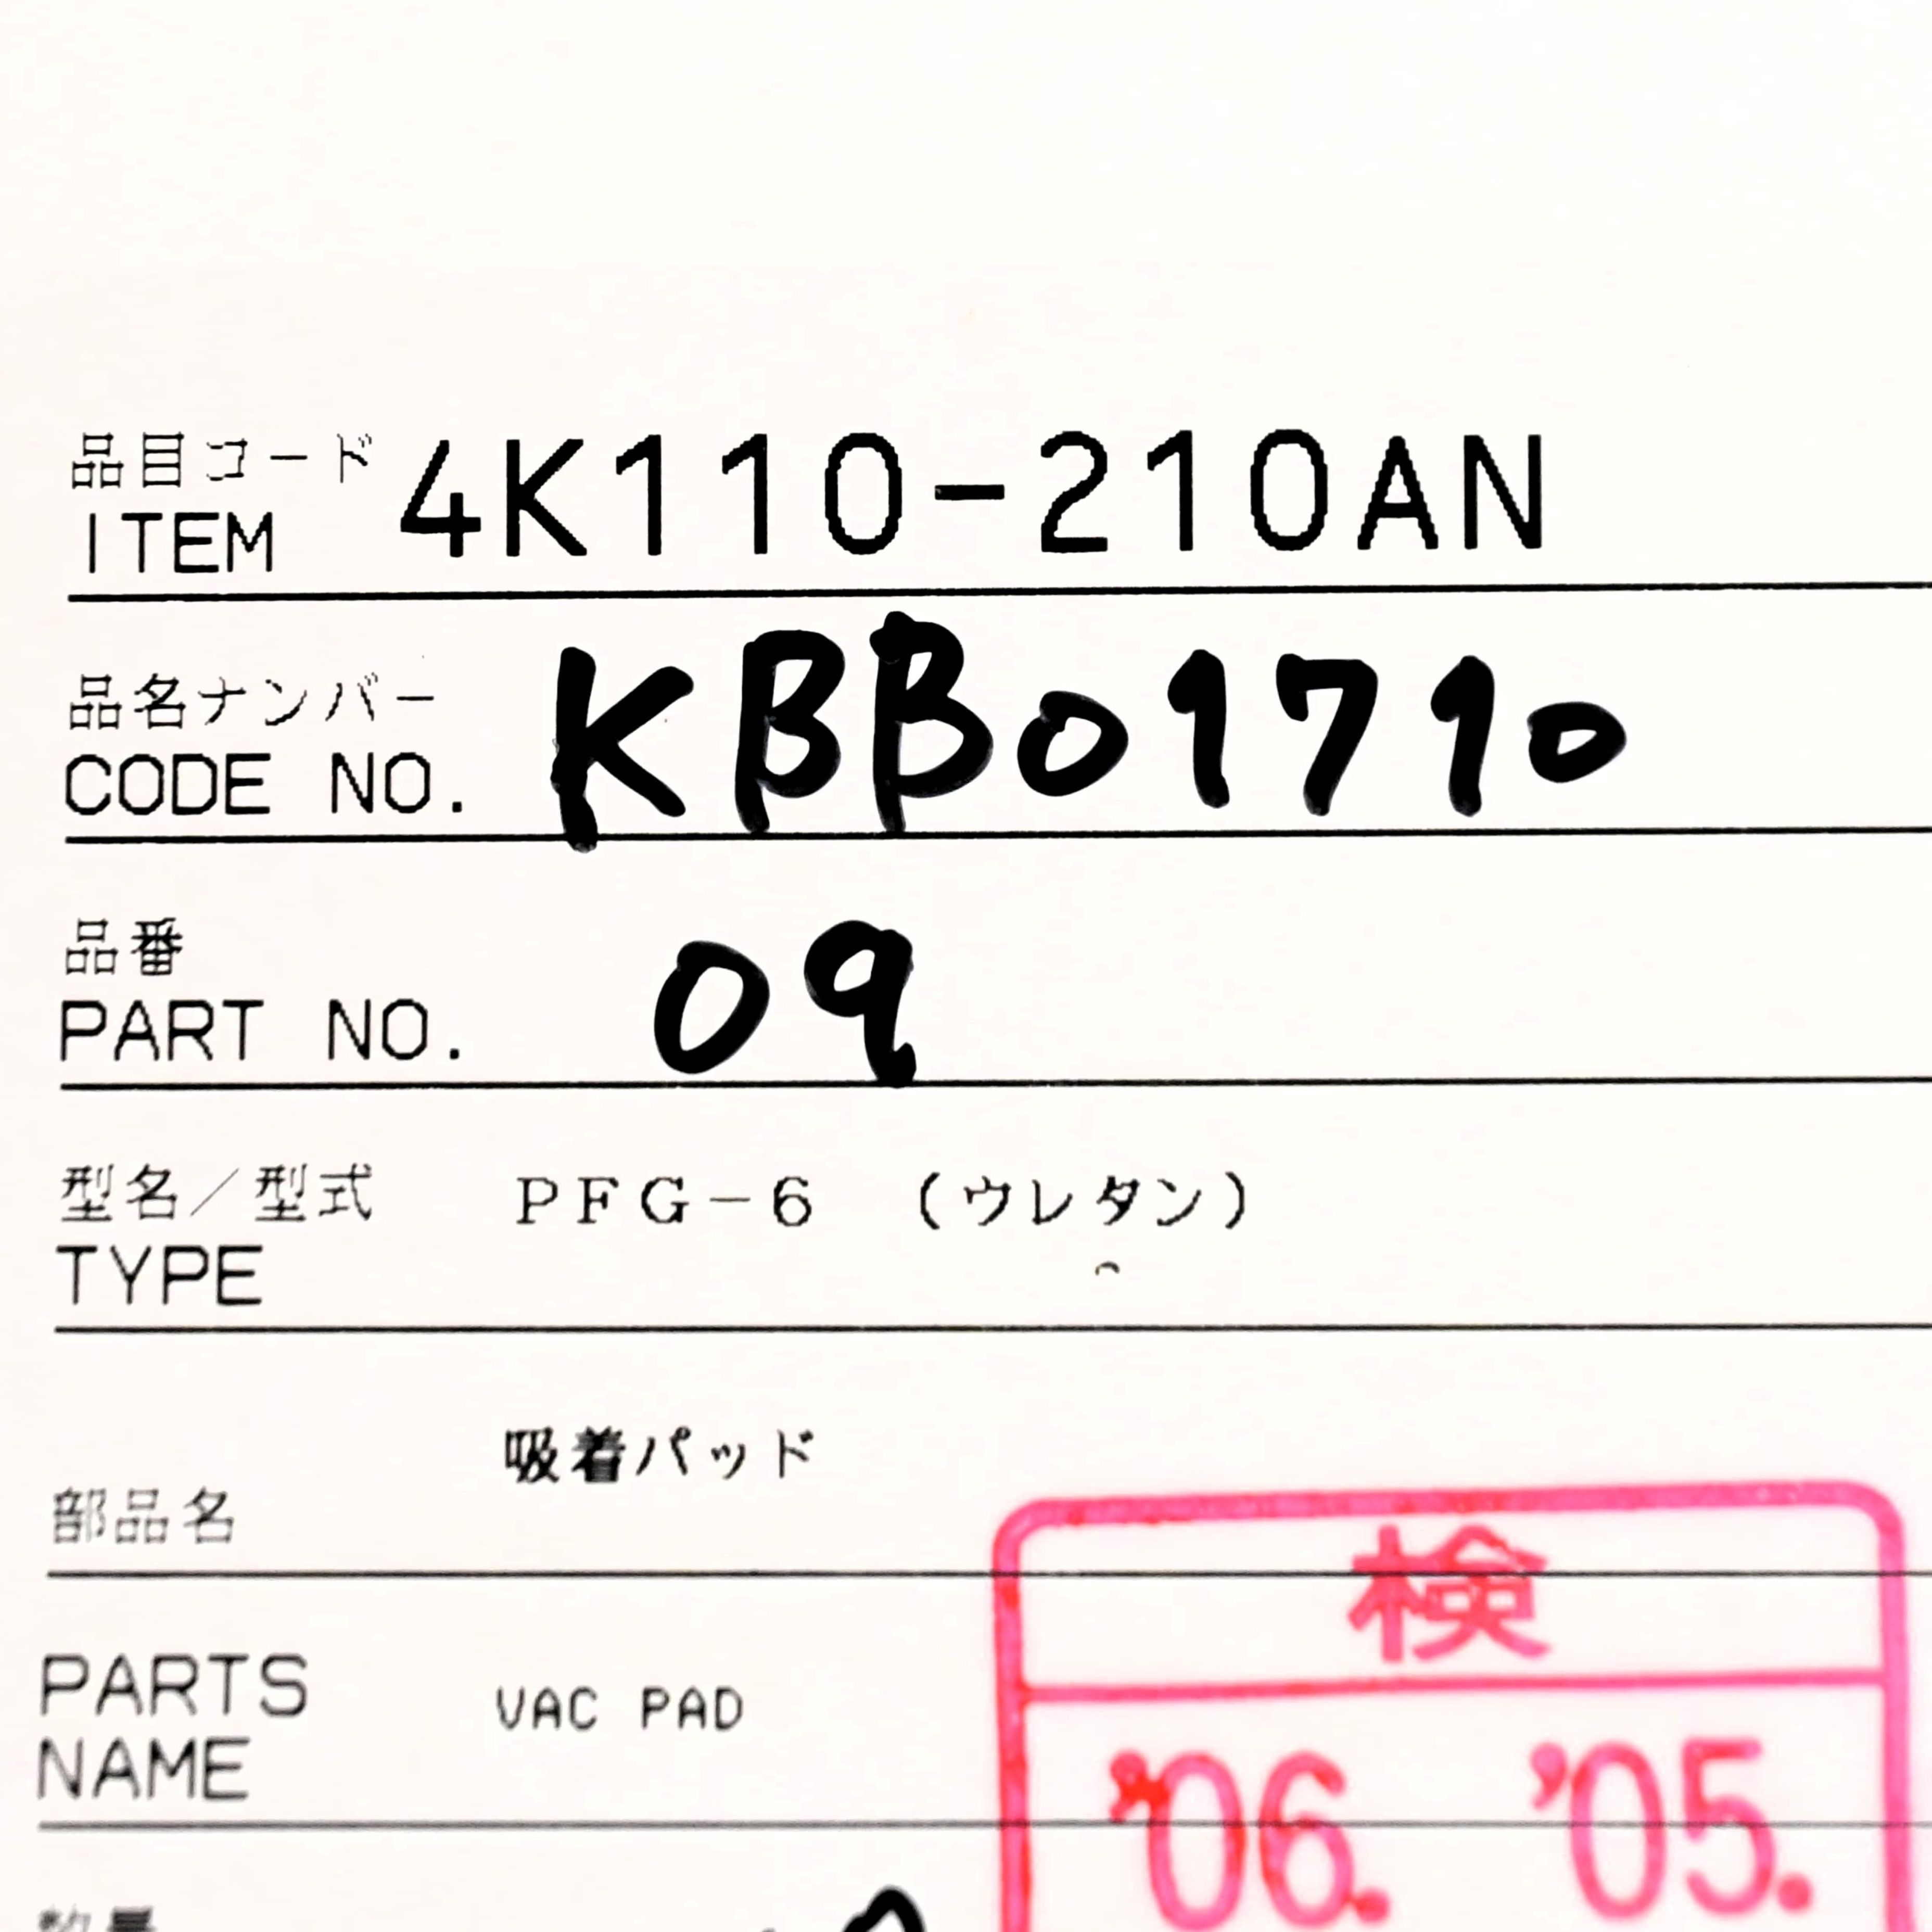 品目コード 4K110-210AN
ITEM
品名ナンバー
CODE NO. KBB01710
品番
PART NO. 09
型名／型式 PFG-6 (ウレタン)
TYPE
吸着パッド
部品名
検
PARTS
NAME VAC PAD
'06. '05.
数量